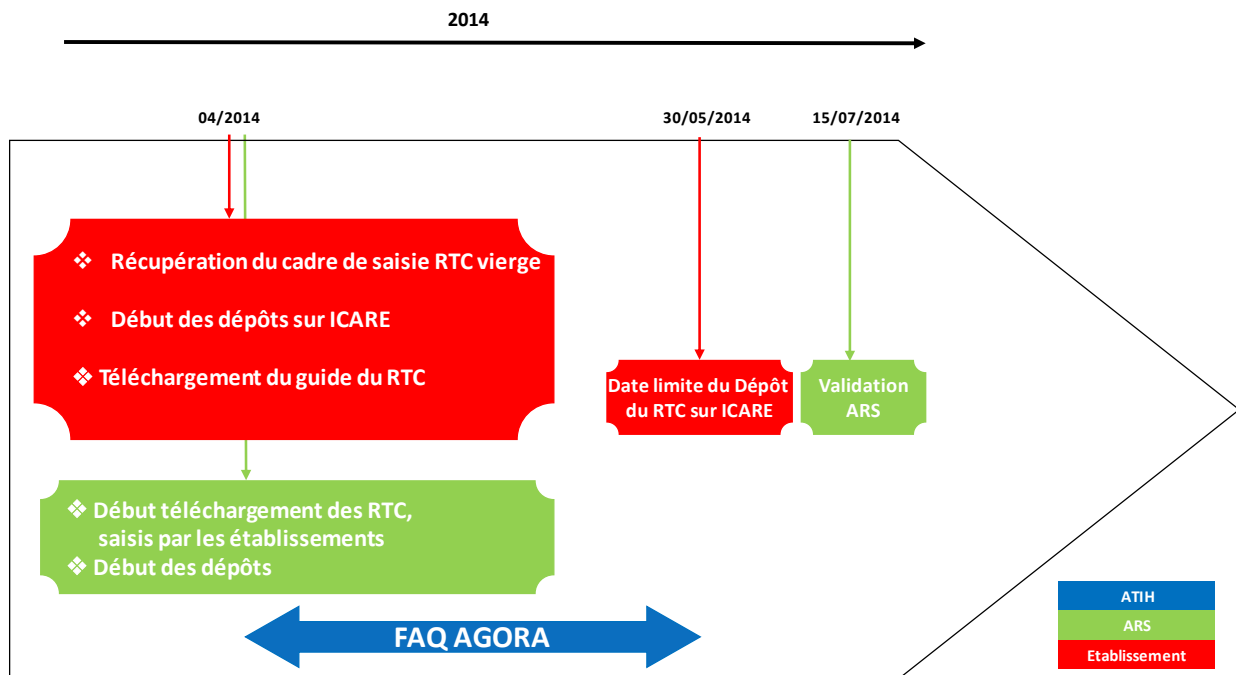 2014
04/2014
30/05/2014
15/07/2014
❖ Récupération du cadre de saisie RTC vierge
❖ Début des dépôts sur ICARE
❖ Téléchargement du guide du RTC
Date limite du Dépôt
du RTC sur ICARE
Validation
ARS
❖ Début téléchargement des RTC,
saisis par les établissements
❖ Début des dépôts
FAQ AGORA
ATIH
ARS
Etablissement